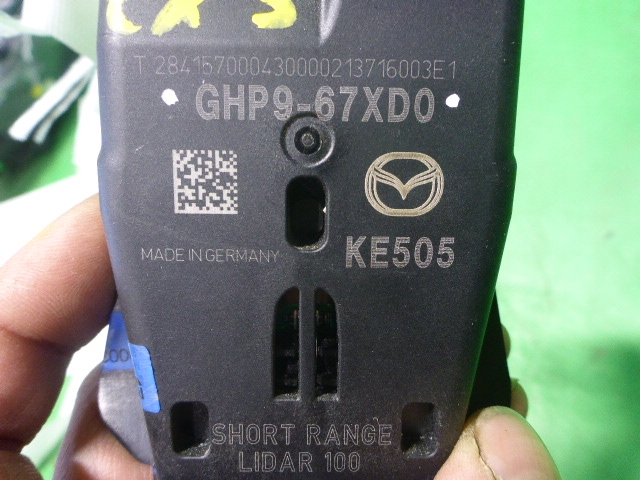 T 284157000430000213716003E1
GHP9-67XD0
MADE IN GERMANY
KE505
SHORT RANGE
LIDAR 100